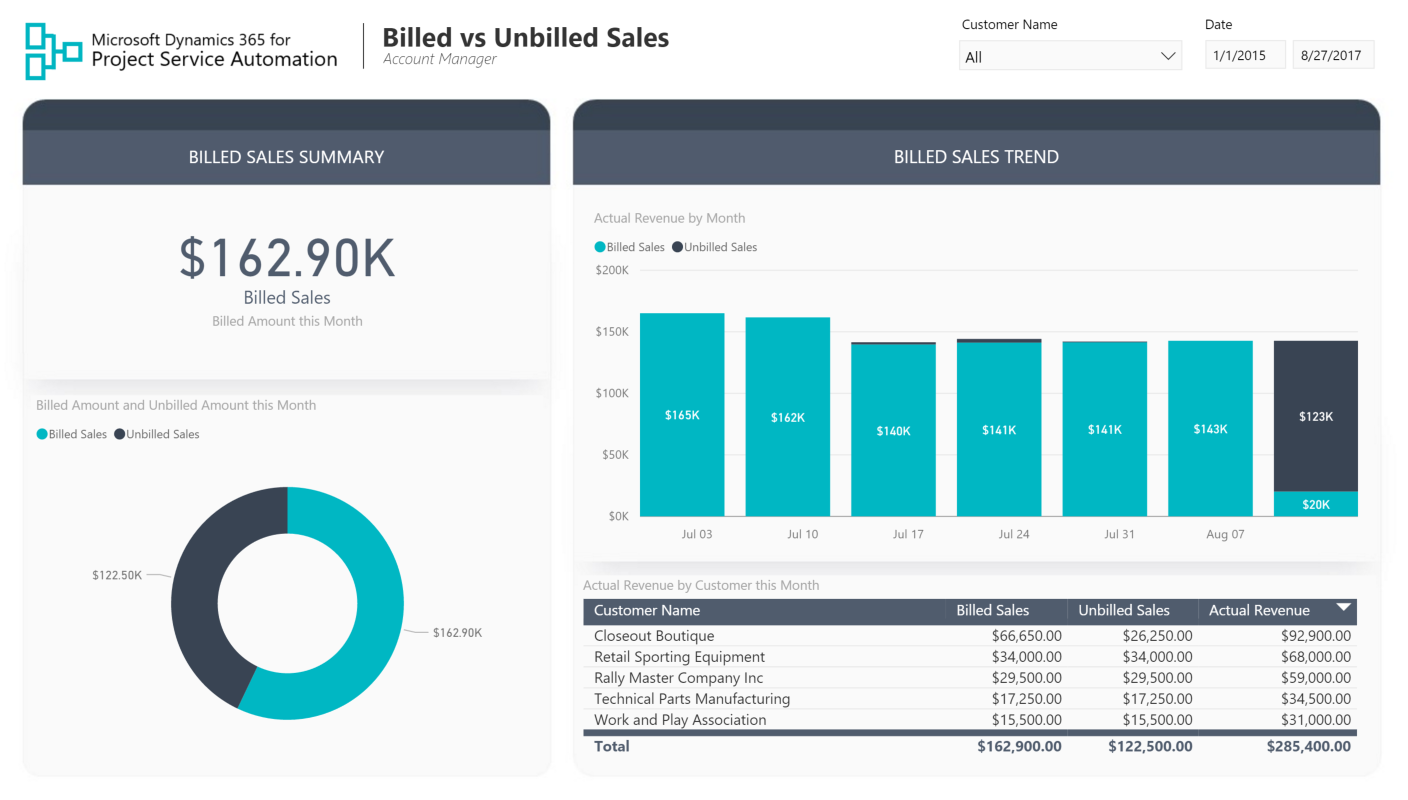 Microsoft Dynamics 365 for
Project Service Automation
Billed vs Unbilled Sales
Account Manager
Customer Name
All
Date
1/1/2015 8/27/2017
BILLED SALES SUMMARY
$162.90K
Billed Sales
Billed Amount this Month
Billed Amount and Unbilled Amount this Month
Billed Sales Unbilled Sales
$122.50K
$162.90K
BILLED SALES TREND
Actual Revenue by Month
Billed Sales Unbilled Sales
$200K
$150K
$100K
$50K
$0K
$165K $162K $140K $141K $141K $143K $123K
$20K
Jul 03 Jul 10 Jul 17 Jul 24 Jul 31 Aug 07
Actual Revenue by Customer this Month
Customer Name Billed Sales Unbilled Sales Actual Revenue
Closeout Boutique $66,650.00 $26,250.00 $92,900.00
Retail Sporting Equipment $34,000.00 $34,000.00 $68,000.00
Rally Master Company Inc $29,500.00 $29,500.00 $59,000.00
Technical Parts Manufacturing $17,250.00 $17,250.00 $34,500.00
Work and Play Association $15,500.00 $15,500.00 $31,000.00
Total $162,900.00 $122,500.00 $285,400.00